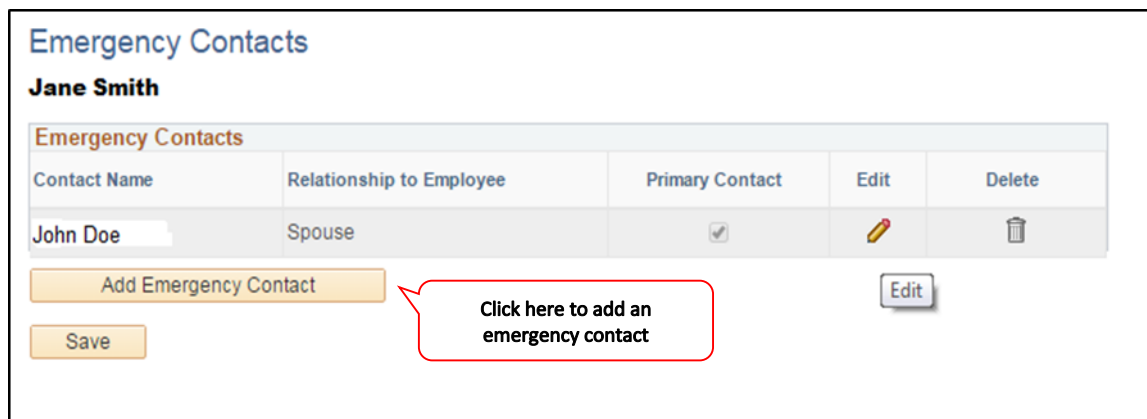 Emergency Contacts
Jane Smith
Emergency Contacts
Contact Name Relationship to Employee Primary Contact Edit Delete
John Doe Spouse
Add Emergency Contact
Click here to add an
emergency contact
Edit
Save